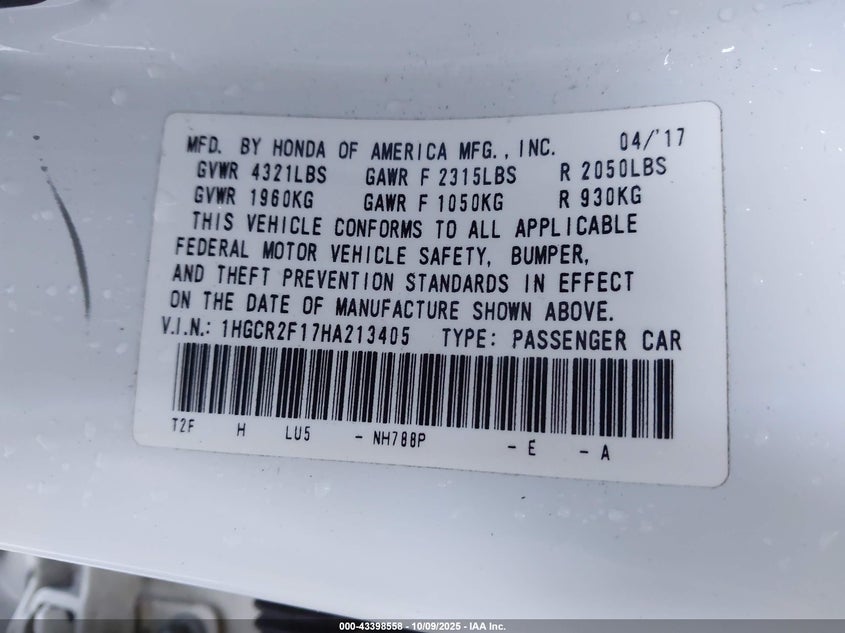 MFD. BY HONDA OF AMERICA MFG., INC. 04/'17
GVWR 4321LBS GAWR F 2315LBS R 2050LBS
GVWR 1960KG GAWR F 1050KG R 930KG
THIS VEHICLE CONFORMS TO ALL APPLICABLE
FEDERAL MOTOR VEHICLE SAFETY, BUMPER,
AND THEFT PREVENTION STANDARDS IN EFFECT
ON THE DATE OF MANUFACTURE SHOWN ABOVE.
V.I.N.: 1HGCR2F17HA213405 TYPE: PASSENGER CAR
T2F H LU5 - NH788P - E - A
000-43398558 - 10/09/2025 - IAA Inc.